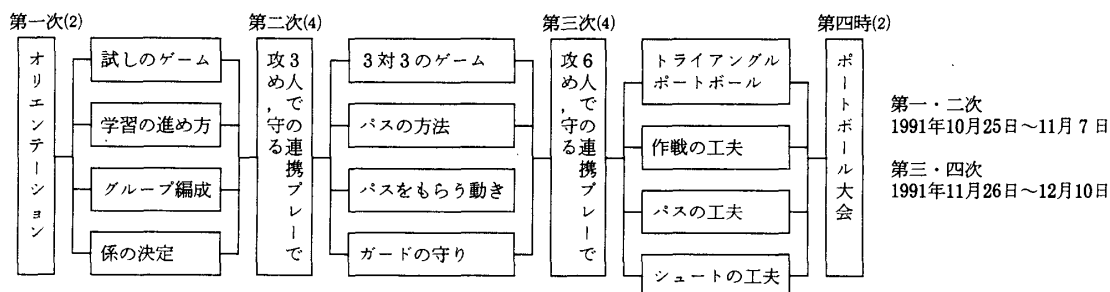 第一次(2)
オリエンテーション
試しのゲーム
学習の進め方
グループ編成
係の決定
第二次(4)
3人での連携プレーで
攻め,守る
3対3のゲーム
パスの方法
パスをもらう動き
ガードの守り
第三次(4)
6人での連携プレーで
攻め,守る
トライアングル
ポートボール
作戦の工夫
パスの工夫
シュートの工夫
第四時(2)
ポートボール大会
第一・二次
1991年10月25日～11月7日
第三・四次
1991年11月26日～12月10日